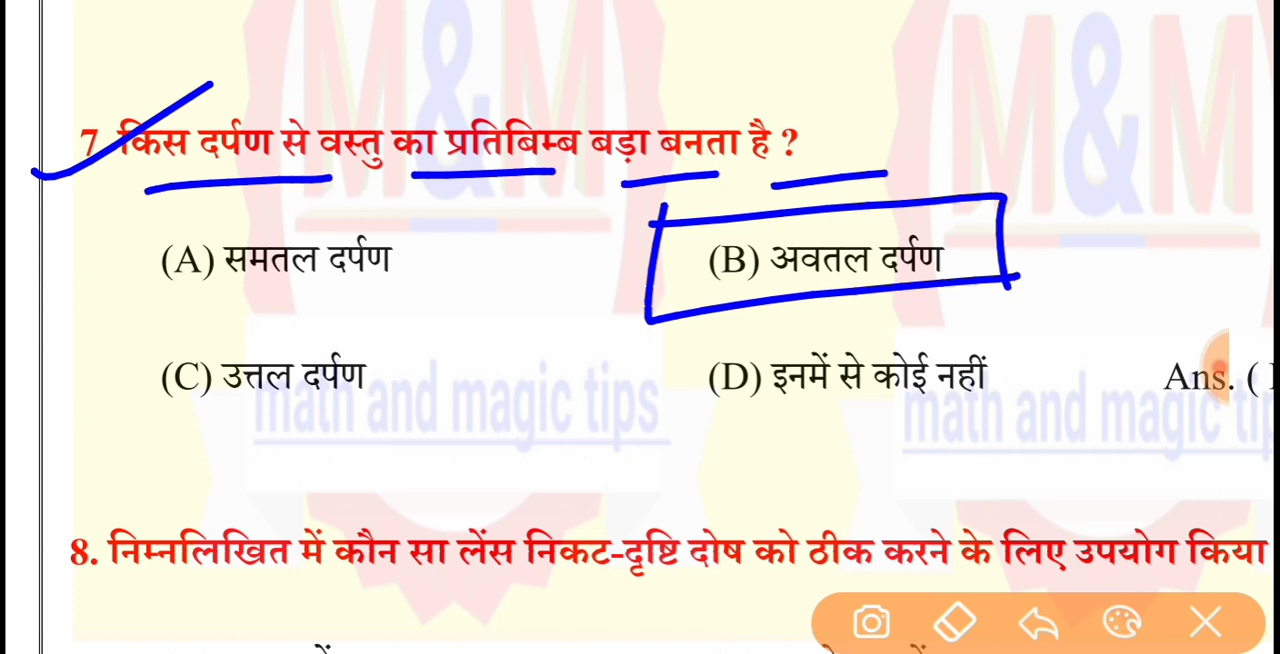 M&M M&M
7. किस दर्पण से वस्तु का प्रतिबिम्ब बड़ा बनता है ?
(A) समतल दर्पण (B) अवतल दर्पण
(C) उत्तल दर्पण (D) इनमें से कोई नहीं Ans. (
math and magic tips math and magic ti
8. निम्नलिखित में कौन सा लेंस निकट-दृष्टि दोष को ठीक करने के लिए उपयोग किया